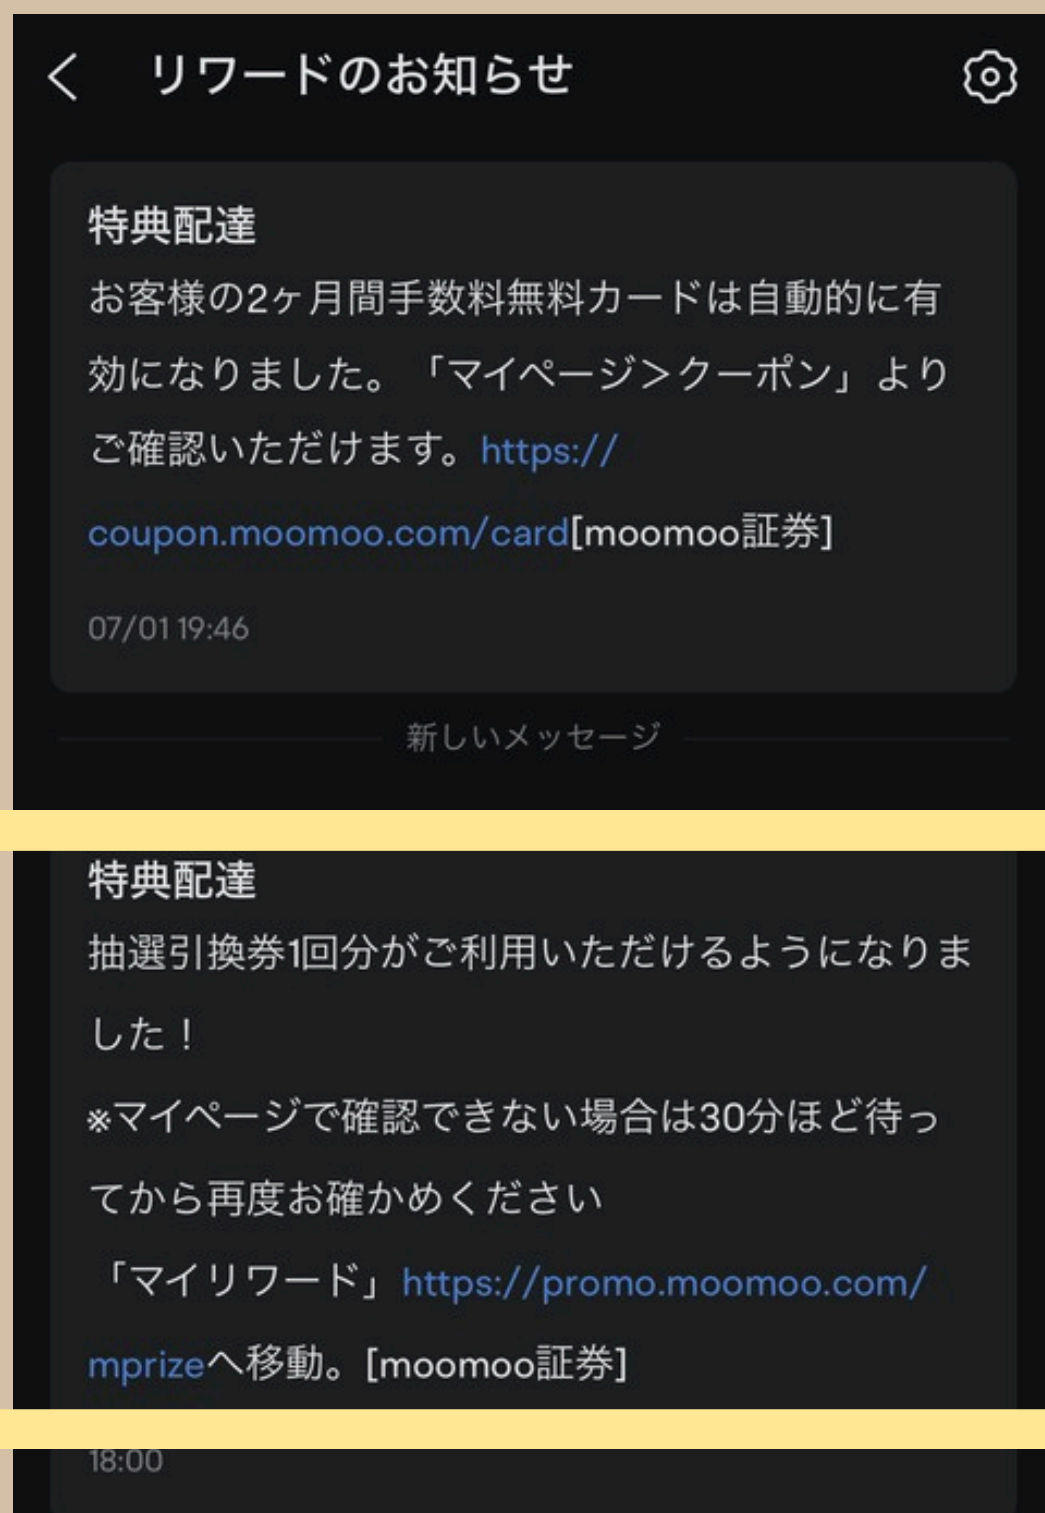 リワードのお知らせ
特典配達
お客様の2ヶ月間手数料無料カードは自動的に有
効になりました。「マイページ>クーポン」より
ご確認いただけます。https://
coupon.moomoo.com/card[moomoo証券]
07/01 19:46
新しいメッセージ
特典配達
抽選引換券1回分がご利用いただけるようになりま
した！
※マイページで確認できない場合は30分ほど待っ
てから再度お確かめください
「マイリワード」https://promo.moomoo.com/
mprizeへ移動。[moomoo証券]
18:00